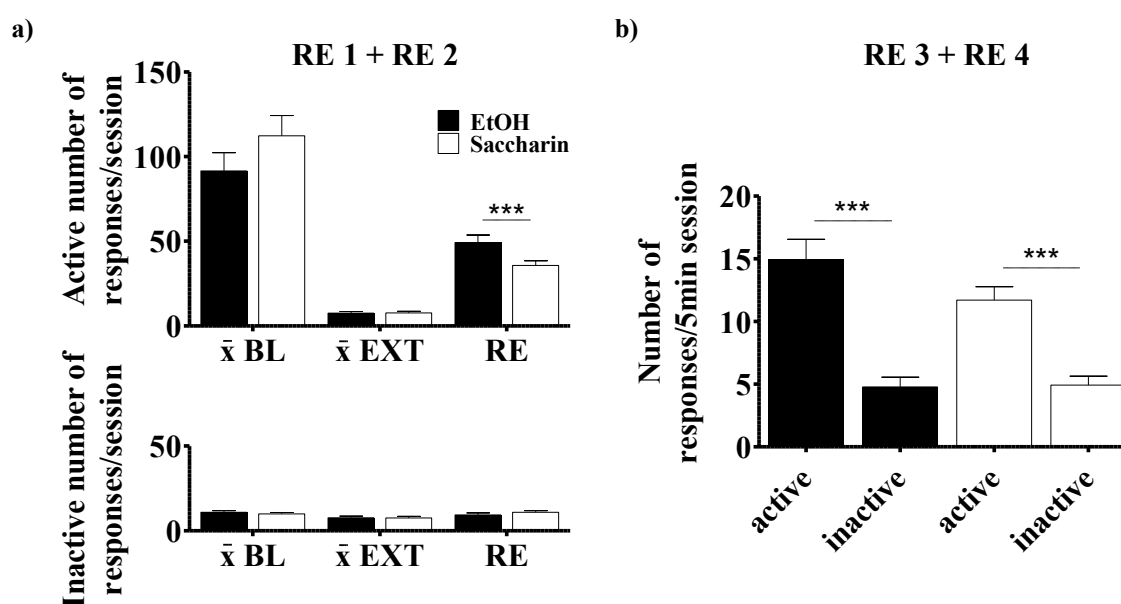 a)
RE 1 + RE 2
Active number of
responses/session
150
100
50
0
EtOH
Saccharin
***
x̄ BL
x̄ EXT
RE
Inactive number of
responses/session
50
0
x̄ BL
x̄ EXT
RE
b)
RE 3 + RE 4
Number of
responses/5min session
20
15
10
5
0
***
***
active
inactive
active
inactive